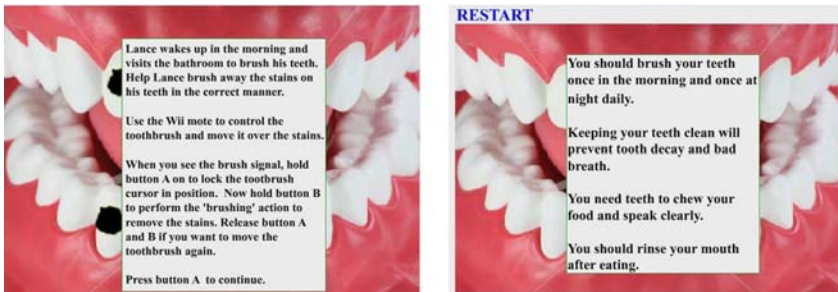 Lance wakes up in the morning and
visits the bathroom to brush his teeth.
Help Lance brush away the stains on
his teeth in the correct manner.
Use the Wii mote to control the
toothbrush and move it over the stains.
When you see the brush signal, hold
button A on to lock the tootbrush
cursor in position. Now hold button B
to perform the 'brushing' action to
remove the stains. Release button A
and B if you want to move the
toothbrush again.
Press button A to continue.
RESTART
You should brush your teeth
once in the morning and once at
night daily.
Keeping your teeth clean will
prevent tooth decay and bad
breath.
You need teeth to chew your
food and speak clearly.
You should rinse your mouth
after eating.